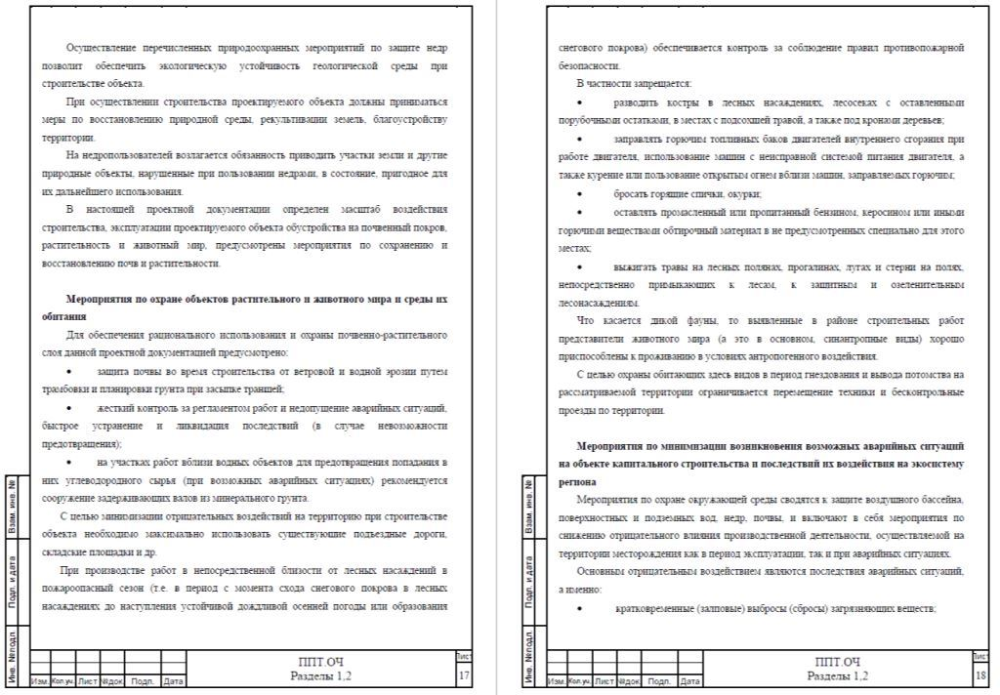 Осуществление перечисленных природоохранных мероприятий по защите недр
позволит обеспечить экологическую устойчивость геологической среды при
строительстве объекта.
При осуществлении строительства проектируемого объекта должны приниматься
меры по восстановлению природной среды, рекультивации земель, благоустройству
территории.
На недропользователей возлагается обязанность приводить участки земли и другие
природные объекты, нарушенные при пользовании недрами, в состояние, пригодное для
их дальнейшего использования.
В настоящей проектной документации определен масштаб воздействия
строительства, эксплуатации проектируемого объекта обустройства на почвенный покров,
растительность и животный мир, предусмотрены мероприятия по сохранению и
восстановлению почв и растительности.
Мероприятия по охране объектов растительного и животного мира и среды их
обитания
Для обеспечения рационального использования и охраны почвенно-растительного
слоя данной проектной документацией предусмотрено:
• защита почвы во время строительства от ветровой и водной эрозии путем
трамбовки и планировки грунта при засыпке траншей;
• жесткий контроль за регламентом работ и недопущение аварийных ситуаций,
быстрое устранение и ликвидация последствий (в случае невозможности
предотвращения);
• на участках работ вблизи водных объектов для предотвращения попадания в
них углеводородного сырья (при возможных аварийных ситуациях) рекомендуется
сооружение задерживающих валов из минерального грунта.
С целью минимизации отрицательных воздействий на территорию при строительстве
объекта необходимо максимально использовать существующие подъездные дороги,
складские площадки и др.
При производстве работ в непосредственной близости от лесных насаждений в
пожароопасный сезон (т.е. в период с момента схода снегового покрова в лесных
насаждениях до наступления устойчивой дождливой осенней погоды или образования
Взам. инв. №
Подп. и дата
Инв. №подл.
Изм. Кол.уч. Лист №док. Подп. Дата
ППТ.ОЧ
Разделы 1,2
Лист
17
снегового покрова) обеспечивается контроль за соблюдение правил противопожарной
безопасности.
В частности запрещается:
• разводить костры в лесных насаждениях, лесосеках с оставленными
порубочными остатками, в местах с подсохшей травой, а также под кронами деревьев;
• заправлять горючим топливных баков двигателей внутреннего сгорания при
работе двигателя, использование машин с неисправной системой питания двигателя, а
также курение или пользование открытым огнем вблизи машин, заправляемых горючим;
• бросать горящие спички, окурки;
• оставлять промасленный или пропитанный бензином, керосином или иными
горючими веществами обтирочный материал в не предусмотренных специально для этого
местах;
• выжигать травы на лесных полянах, прогалинах, лугах и стерни на полях,
непосредственно примыкающих к лесам, к защитным и озеленительным
лесонасаждениям.
Что касается дикой фауны, то выявленные в районе строительных работ
представители животного мира (а это в основном, синантропные виды) хорошо
приспособлены к проживанию в условиях антропогенного воздействия.
С целью охраны обитающих здесь видов в период гнездования и вывода потомства на
рассматриваемой территории ограничивается перемещение техники и бесконтрольные
проезды по территории.
Мероприятия по минимизации возникновения возможных аварийных ситуаций
на объекте капитального строительства и последствий их воздействия на экосистему
региона
Мероприятия по охране окружающей среды сводятся к защите воздушного бассейна,
поверхностных и подземных вод, недр, почвы, и включают в себя мероприятия по
снижению отрицательного влияния производственной деятельности, осуществляемой на
территории месторождения как в период эксплуатации, так и при аварийных ситуациях.
Основным отрицательным воздействием являются последствия аварийных ситуаций,
а именно:
• кратковременные (залповые) выбросы (сбросы) загрязняющих веществ;
Взам. инв. №
Подп. и дата
Инв. №подл.
Изм. Кол.уч. Лист №док. Подп. Дата
ППТ.ОЧ
Разделы 1,2
Лист
18